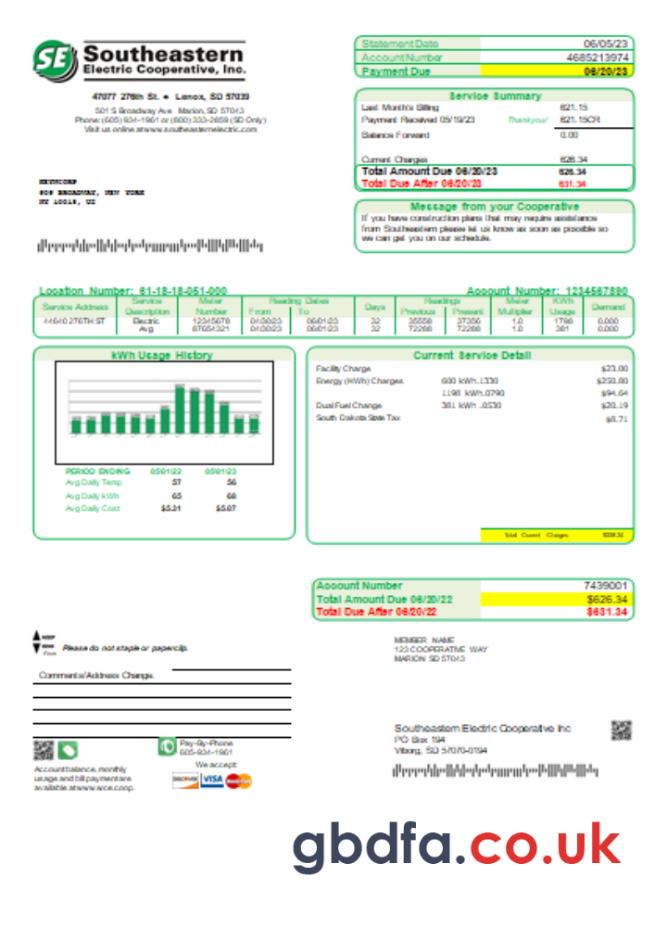 SE Southeastern
Electric Cooperative, Inc.
47077 276th St. ● Lenox, SD 57039
501 S Broadway Ave Marion, SD 57043
Phone: (605) 934-1961 or (800) 333-2859 (SD Only)
Visit us online at www.southeasternelectric.com
Statement Date 06/05/23
Account Number 4685213974
Payment Due 06/20/23
Service Summary
Last Month's Billing 621.15
Payment Received 05/19/23 Thank you! 621.15CR
Balance Forward 0.00
Current Charges 626.34
Total Amount Due 06/20/23 626.34
Total Due After 06/20/23 631.34
KEYCORP
BROADWAY, NEW YORK
NY 10018, US
Message from your Cooperative
If you have construction plans that may require assistance
from Southeastern please let us know as soon as possible so
we can get you on our schedule.
Location Number: 61-18-18-051-000 Account Number: 1234567890
Service Address Service Description Meter Number Reading Dates From To Days Readings Previous Present Meter Multiplier KWh Usage Demand
44640 276TH ST Electric 12345678 04/30/23 06/01/23 32 35558 37356 1.0 1798 0.000
Avg 87654321 04/30/23 06/01/23 32 72288 72288 1.0 381 0.000
kWh Usage History
PERIOD ENDING 05/01/22 05/01/23
Avg Daily Temp 57 56
Avg Daily kWh 65 68
Avg Daily Cost $5.31 $5.07
Current Service Detail
Facility Charge $23.00
Energy (HWh) Charges 600 kWh .1330 $250.80
1198 kWh .0790 $94.64
Dual Fuel Change 381 kWh .0530 $20.19
South Dakota State Tax $8.71
Total Current Charges
Account Number 7439001
Total Amount Due 06/20/22 $626.34
Total Due After 06/20/22 $631.34
Please do not staple or paperclip.
Comments/Address Change.
MEMBER NAME
123 COOPERATIVE WAY
MARION SD 57043
Pay-By-Phone
605-934-1961
We accept:
DISCOVER VISA MasterCard
Account balance, monthly
usage and bill payment are
available at www.sce.coop.
Southeastern Electric Cooperative Inc
PO Box 194
Viborg, SD 57070-0194
gbdfa.co.uk